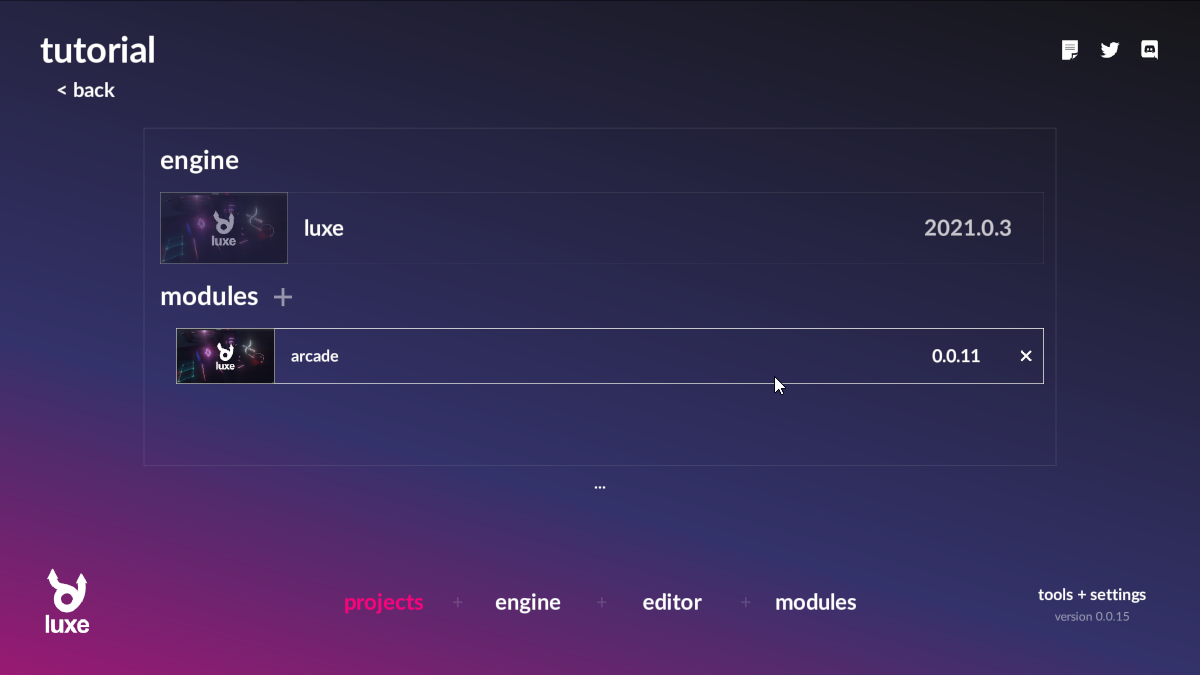 tutorial
< back
engine
luxe
luxe 2021.0.3
modules +
luxe
arcade 0.0.11 ×
...
projects + engine + editor + modules
tools + settings
version 0.0.15
luxe